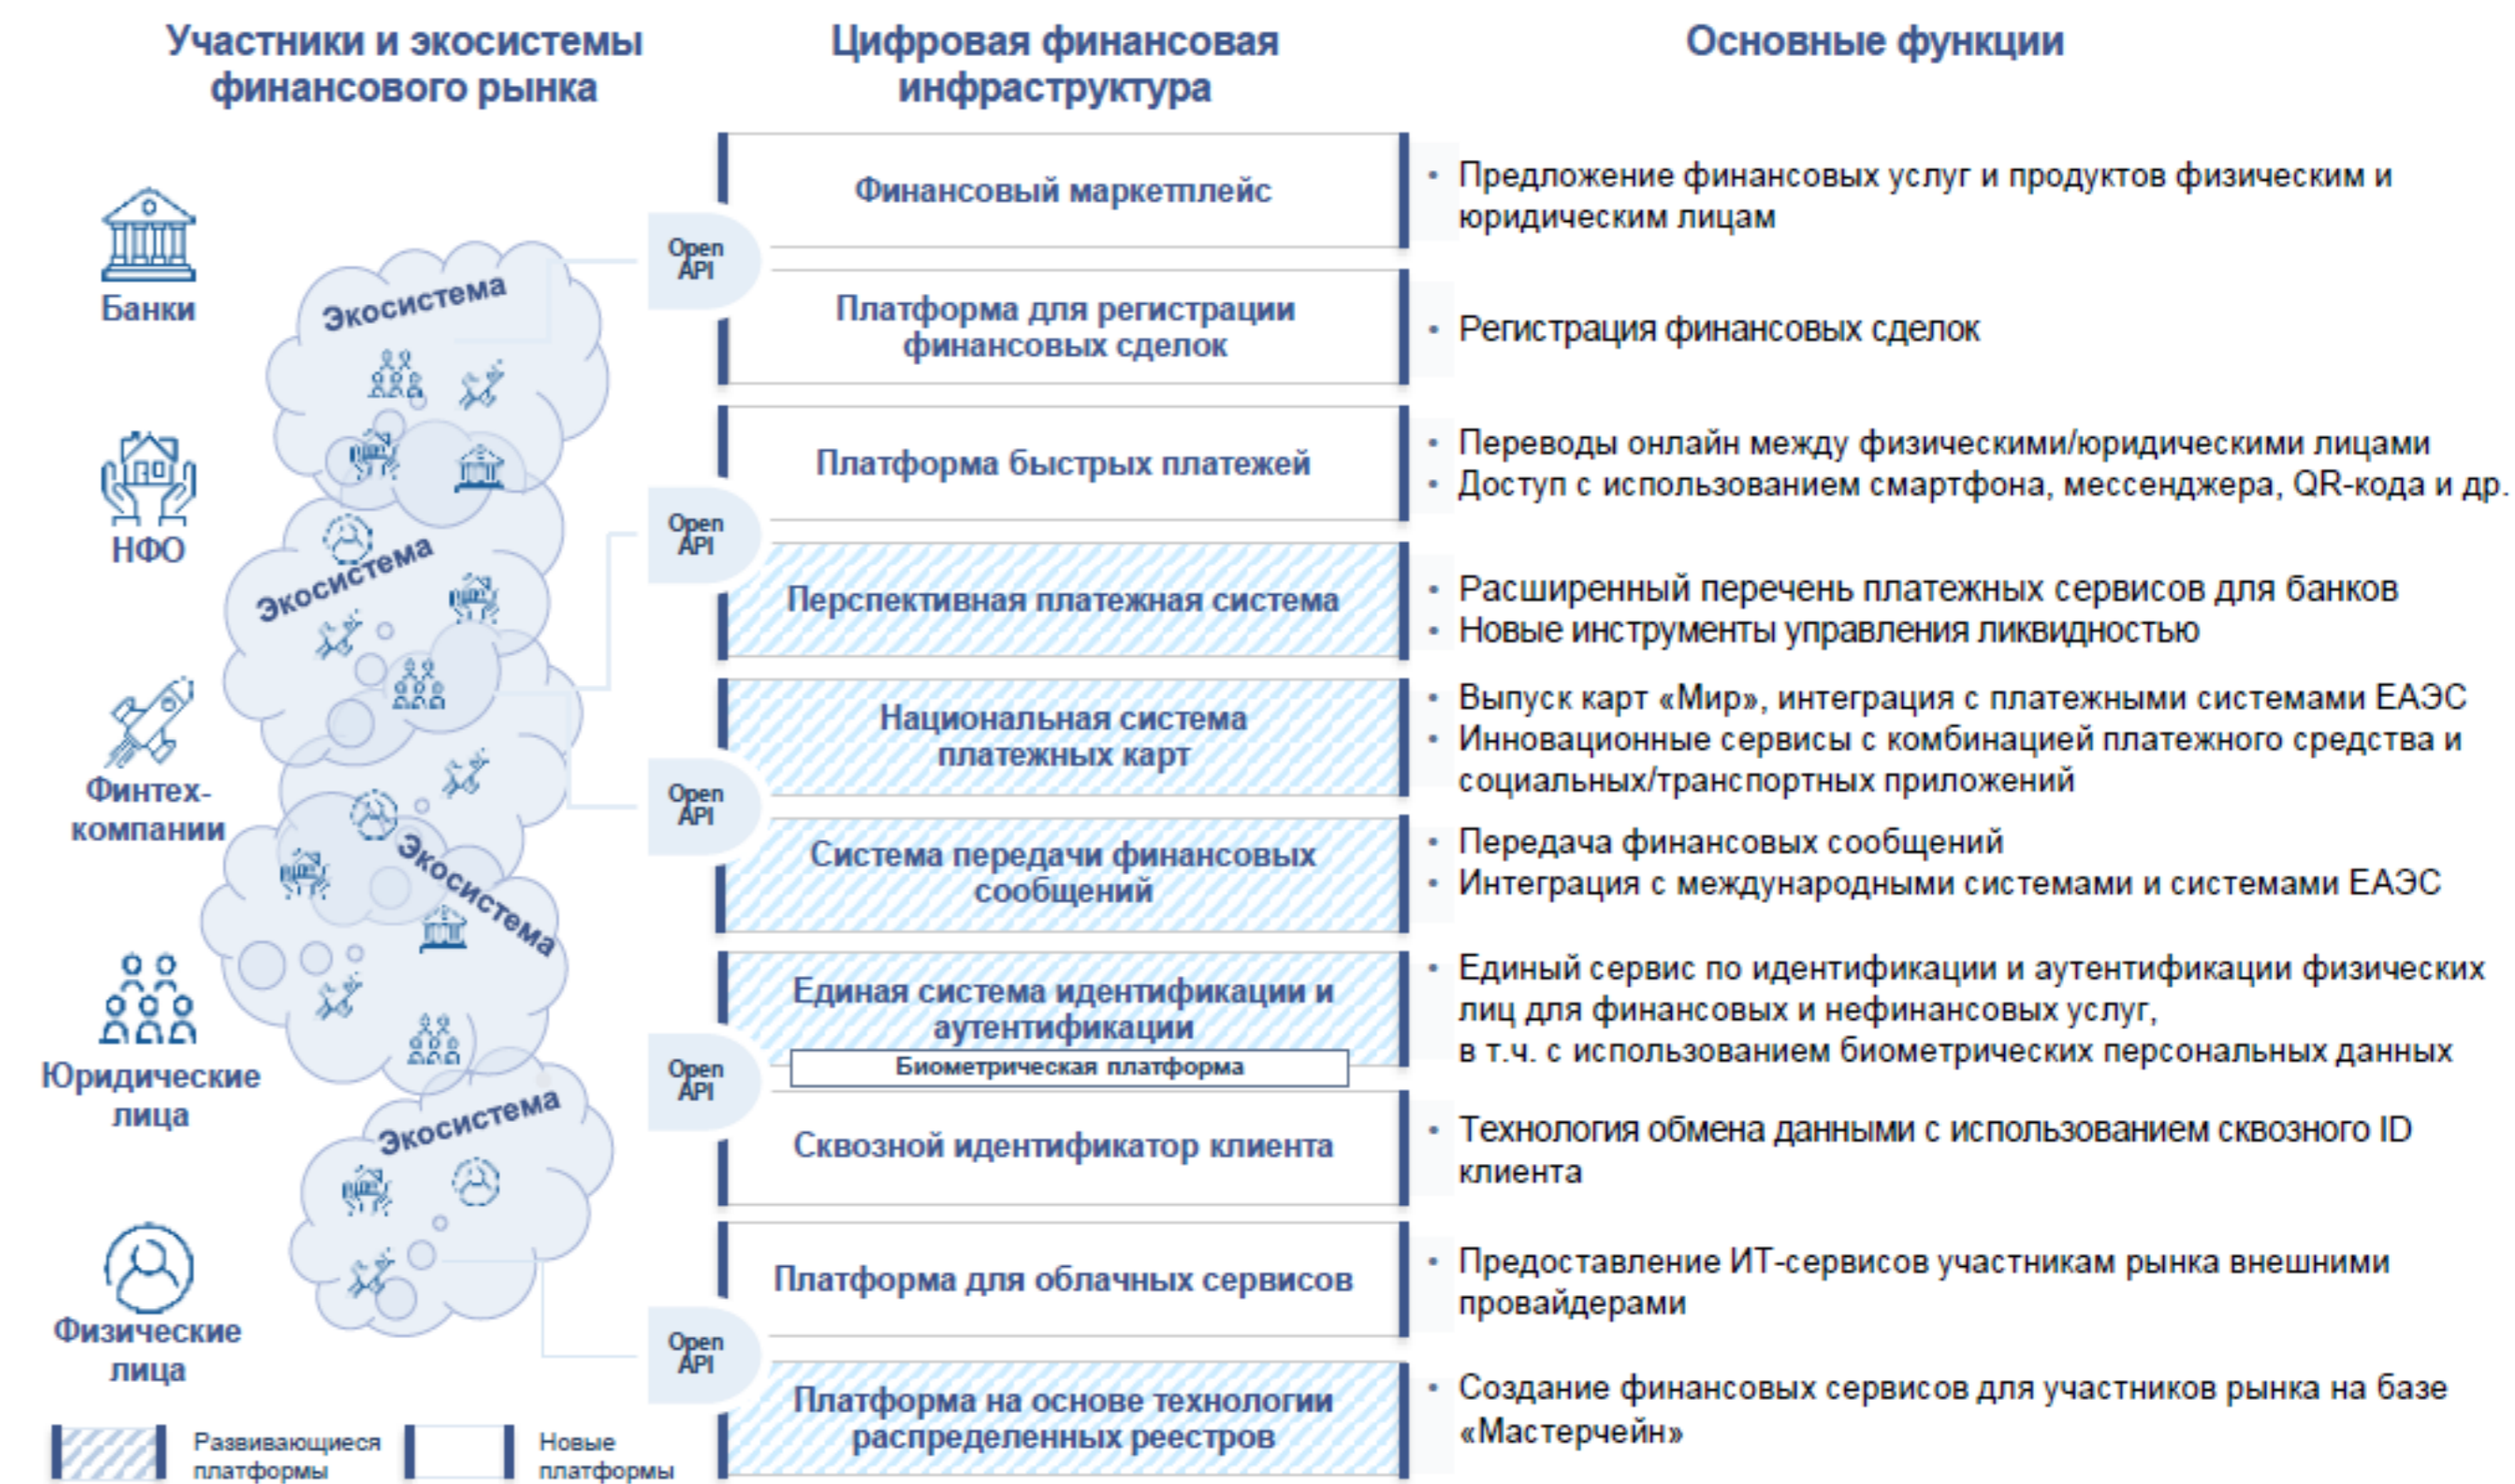 Участники и экосистемы
финансового рынка
Цифровая финансовая
инфраструктура
Основные функции
Банки
НФО
Финтех-
компании
Юридические
лица
Физические
лица
Экосистема
Экосистема
Экосистема
Экосистема
Open
API
Open
API
Open
API
Open
API
Open
API
Финансовый маркетплейс
• Предложение финансовых услуг и продуктов физическим и
юридическим лицам
Платформа для регистрации
финансовых сделок
• Регистрация финансовых сделок
Платформа быстрых платежей
• Переводы онлайн между физическими/юридическими лицами
• Доступ с использованием смартфона, мессенджера, QR-кода и др.
Перспективная платежная система
• Расширенный перечень платежных сервисов для банков
• Новые инструменты управления ликвидностью
Национальная система
платежных карт
• Выпуск карт «Мир», интеграция с платежными системами ЕАЭС
• Инновационные сервисы с комбинацией платежного средства и
социальных/транспортных приложений
Система передачи финансовых
сообщений
• Передача финансовых сообщений
• Интеграция с международными системами и системами ЕАЭС
Единая система идентификации и
аутентификации
Биометрическая платформа
• Единый сервис по идентификации и аутентификации физических
лиц для финансовых и нефинансовых услуг,
в т.ч. с использованием биометрических персональных данных
Сквозной идентификатор клиента
• Технология обмена данными с использованием сквозного ID
клиента
Платформа для облачных сервисов
• Предоставление ИТ-сервисов участникам рынка внешними
провайдерами
Платформа на основе технологии
распределенных реестров
• Создание финансовых сервисов для участников рынка на базе
«Мастерчейн»
Развивающиеся
платформы
Новые
платформы